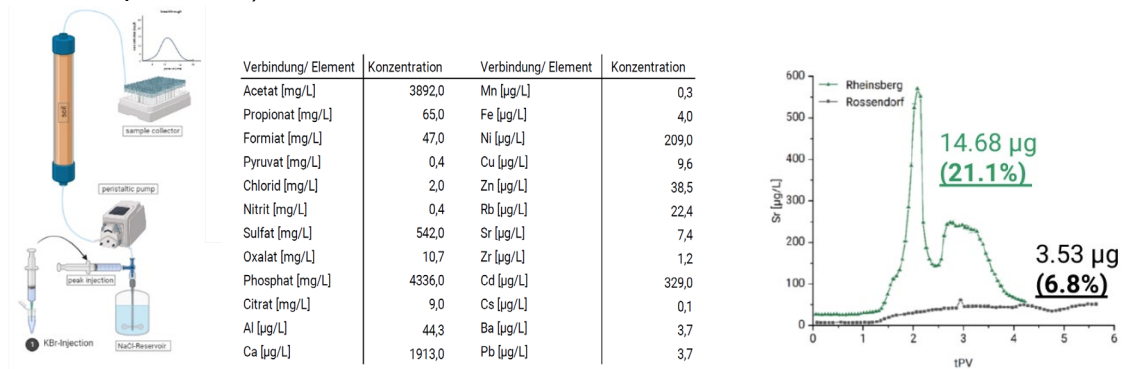 soil
sample collector
peristaltic pump
peak injection
1 KBr-Injection
NaCl-Reservoir
Verbindung/ Element Konzentration Verbindung/ Element Konzentration
Acetat [mg/L] 3892,0 Mn [µg/L] 0,3
Propionat [mg/L] 65,0 Fe [µg/L] 4,0
Formiat [mg/L] 47,0 Ni [µg/L] 209,0
Pyruvat [mg/L] 0,4 Cu [µg/L] 9,6
Chlorid [mg/L] 2,0 Zn [µg/L] 38,5
Nitrit [mg/L] 0,4 Rb [µg/L] 22,4
Sulfat [mg/L] 542,0 Sr [µg/L] 7,4
Oxalat [mg/L] 10,7 Zr [µg/L] 1,2
Phosphat [mg/L] 4336,0 Cd [µg/L] 329,0
Citrat [mg/L] 9,0 Cs [µg/L] 0,1
Al [µg/L] 44,3 Ba [µg/L] 3,7
Ca [µg/L] 1913,0 Pb [µg/L] 3,7
Rheinsberg
Rossendorf
14.68 µg
(21.1%)
3.53 µg
(6.8%)
Sr [µg/L]
600
500
400
300
200
100
0
0 1 2 3 4 5 6
tPV